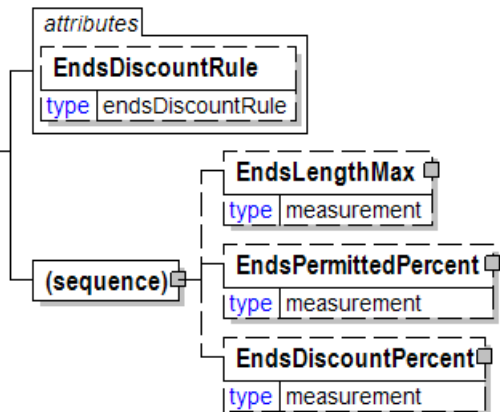 attributes
EndsDiscountRule
type endsDiscountRule
EndsLengthMax
type measurement
(sequence)
EndsPermittedPercent
type measurement
EndsDiscountPercent
type measurement